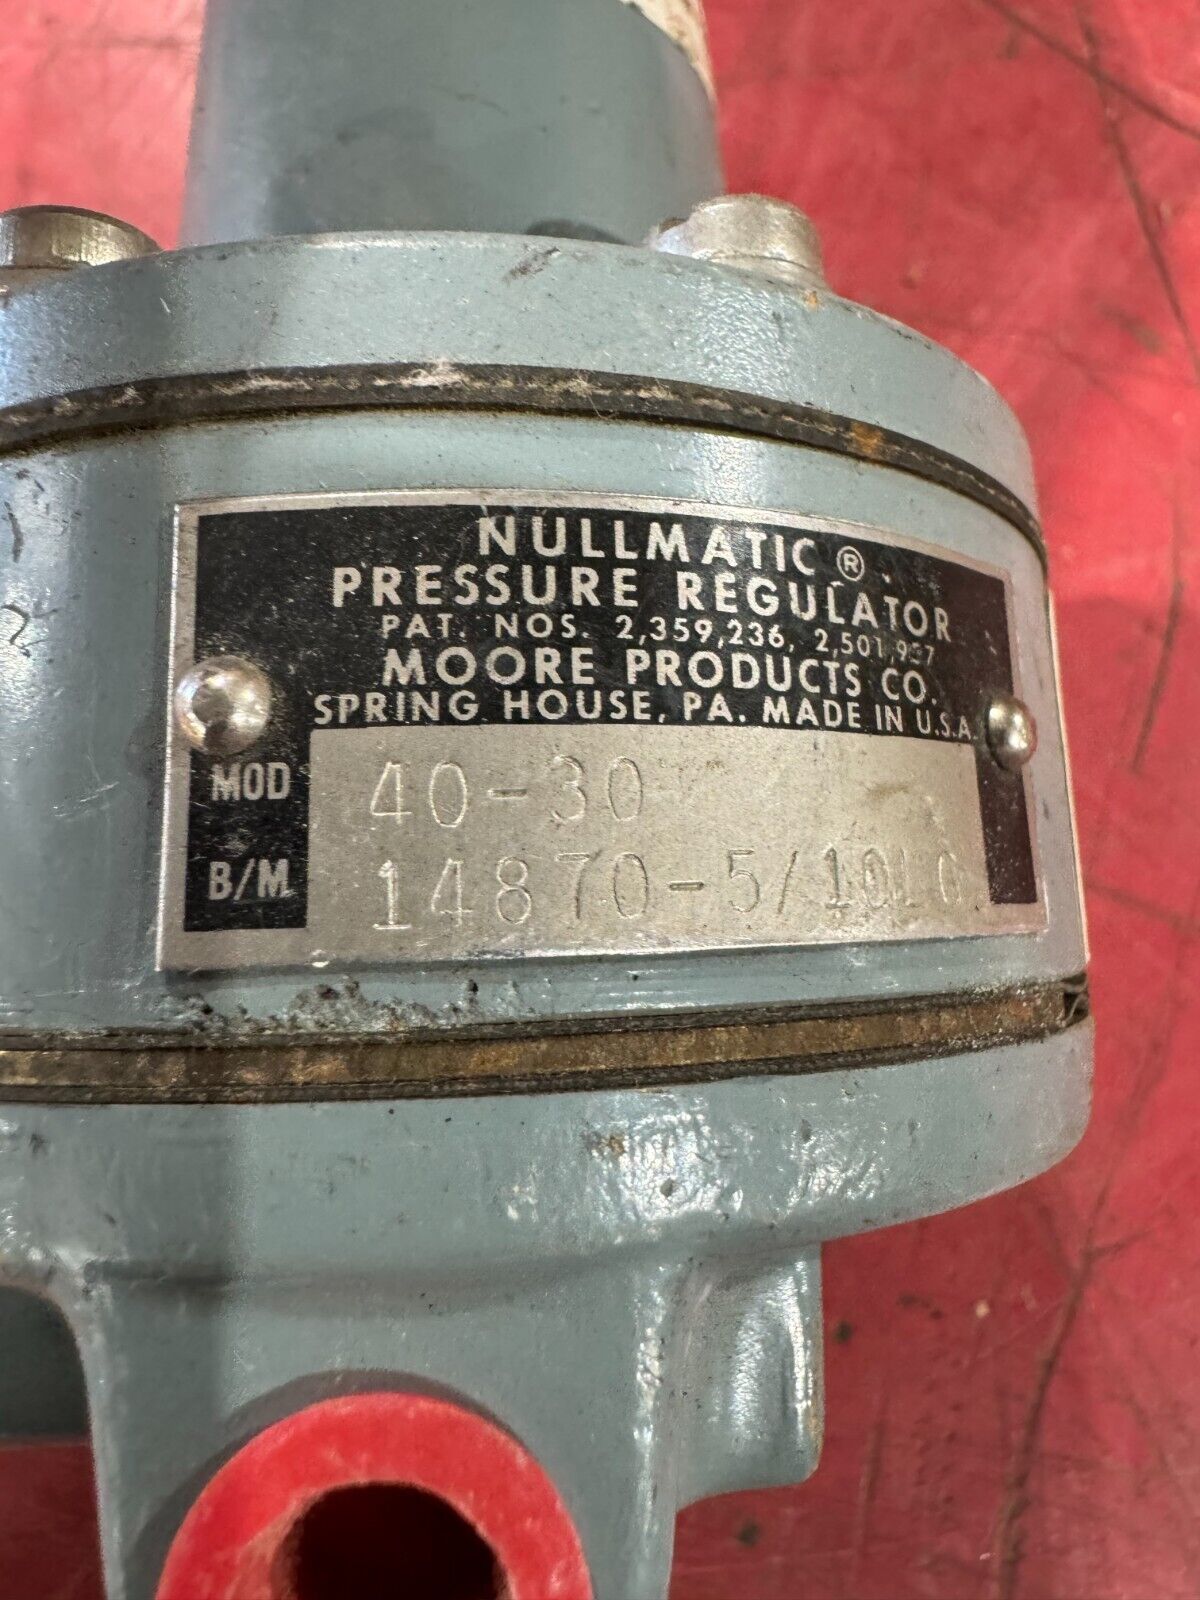 NULLMATIC ®
PRESSURE REGULATOR
PAT. NOS. 2,359,236, 2,501,957
MOORE PRODUCTS CO.
SPRING HOUSE, PA. MADE IN U.S.A.
MOD 40-30
B/M 14870-5/10LG